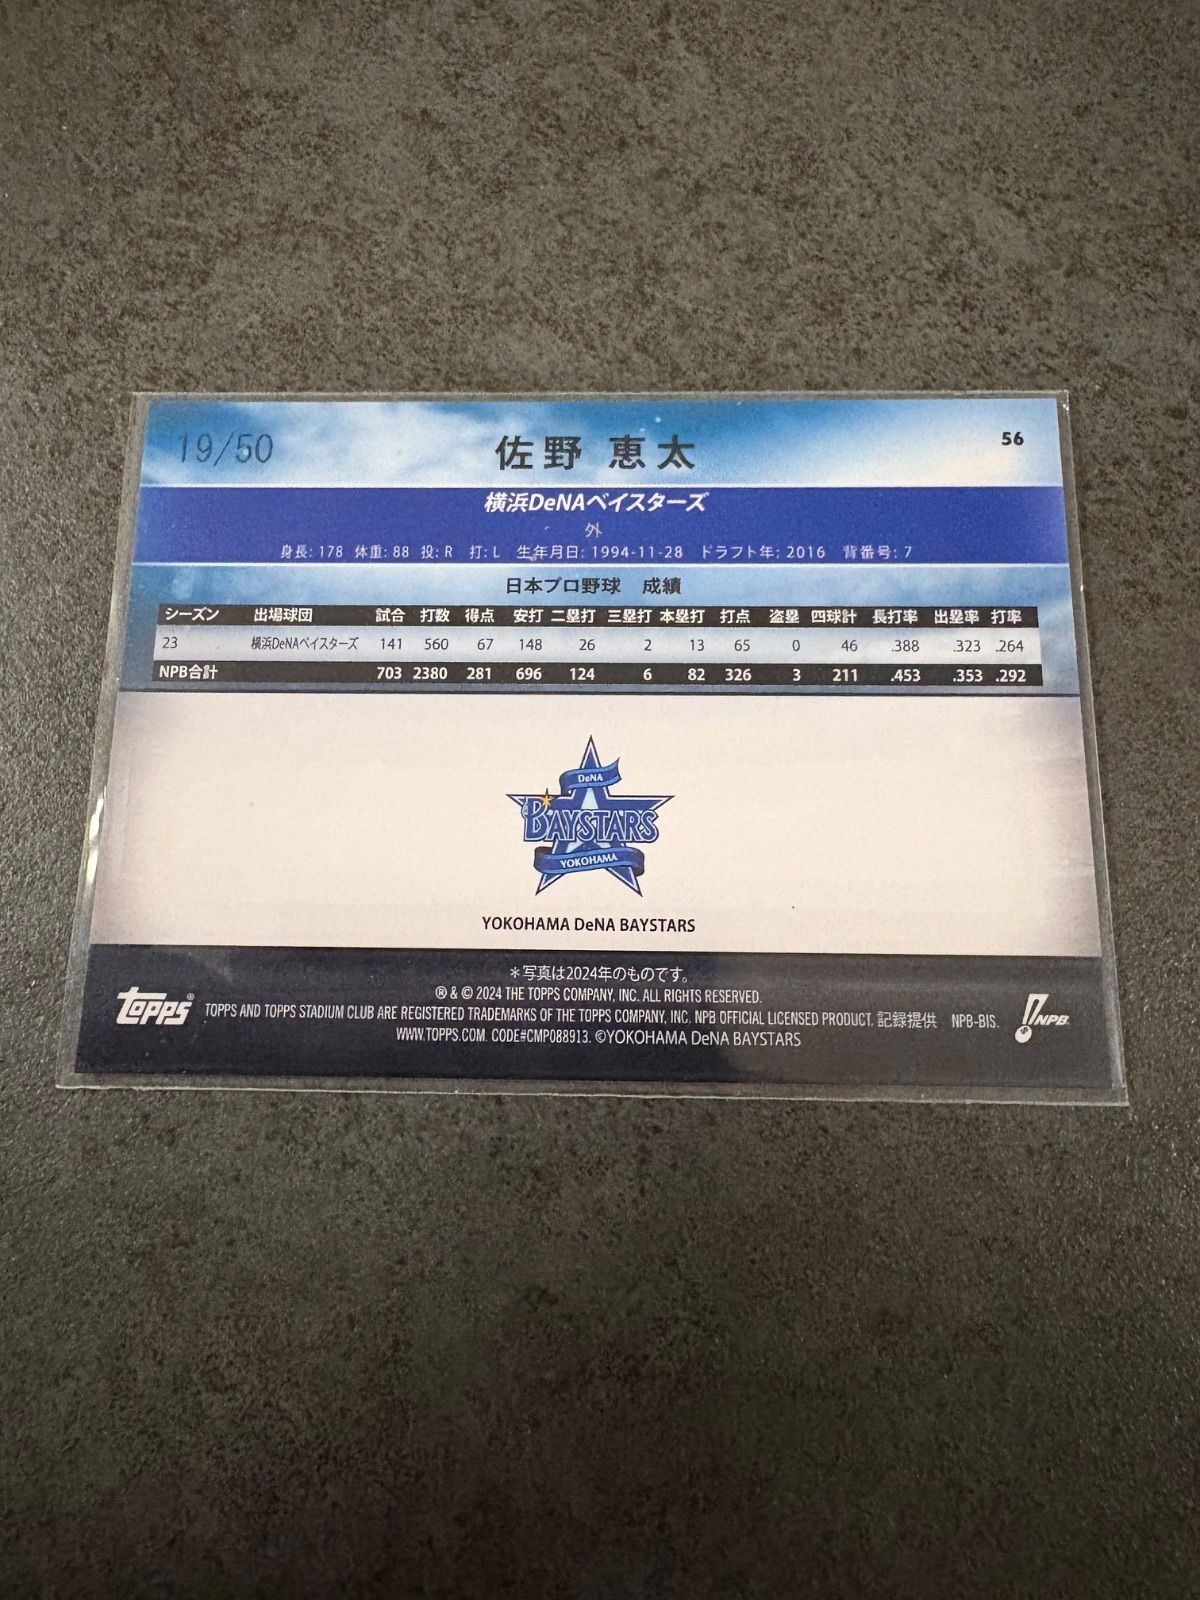 19/50
佐野 恵太
56
横浜DeNAベイスターズ
外
身長: 178 体重: 88 投: R 打: L 生年月日: 1994-11-28 ドラフト年: 2016 背番号: 7
日本プロ野球 成績
シーズン 出場球団 試合 打数 得点 安打 二塁打 三塁打 本塁打 打点 盗塁 四球計 長打率 出塁率 打率
23 横浜DeNAベイスターズ 141 560 67 148 26 2 13 65 0 46 .388 .323 .264
NPB合計 703 2380 281 696 124 6 82 326 3 211 .453 .353 .292
DeNA
BAYSTARS
YOKOHAMA
YOKOHAMA DeNA BAYSTARS
＊写真は2024年のものです。
® & © 2024 THE TOPPS COMPANY, INC. ALL RIGHTS RESERVED.
topps® TOPPS AND TOPPS STADIUM CLUB ARE REGISTERED TRADEMARKS OF THE TOPPS COMPANY, INC. NPB OFFICIAL LICENSED PRODUCT. 記録提供 NPB-BIS. NPB
WWW.TOPPS.COM. CODE#CMP088913. ©YOKOHAMA DeNA BAYSTARS